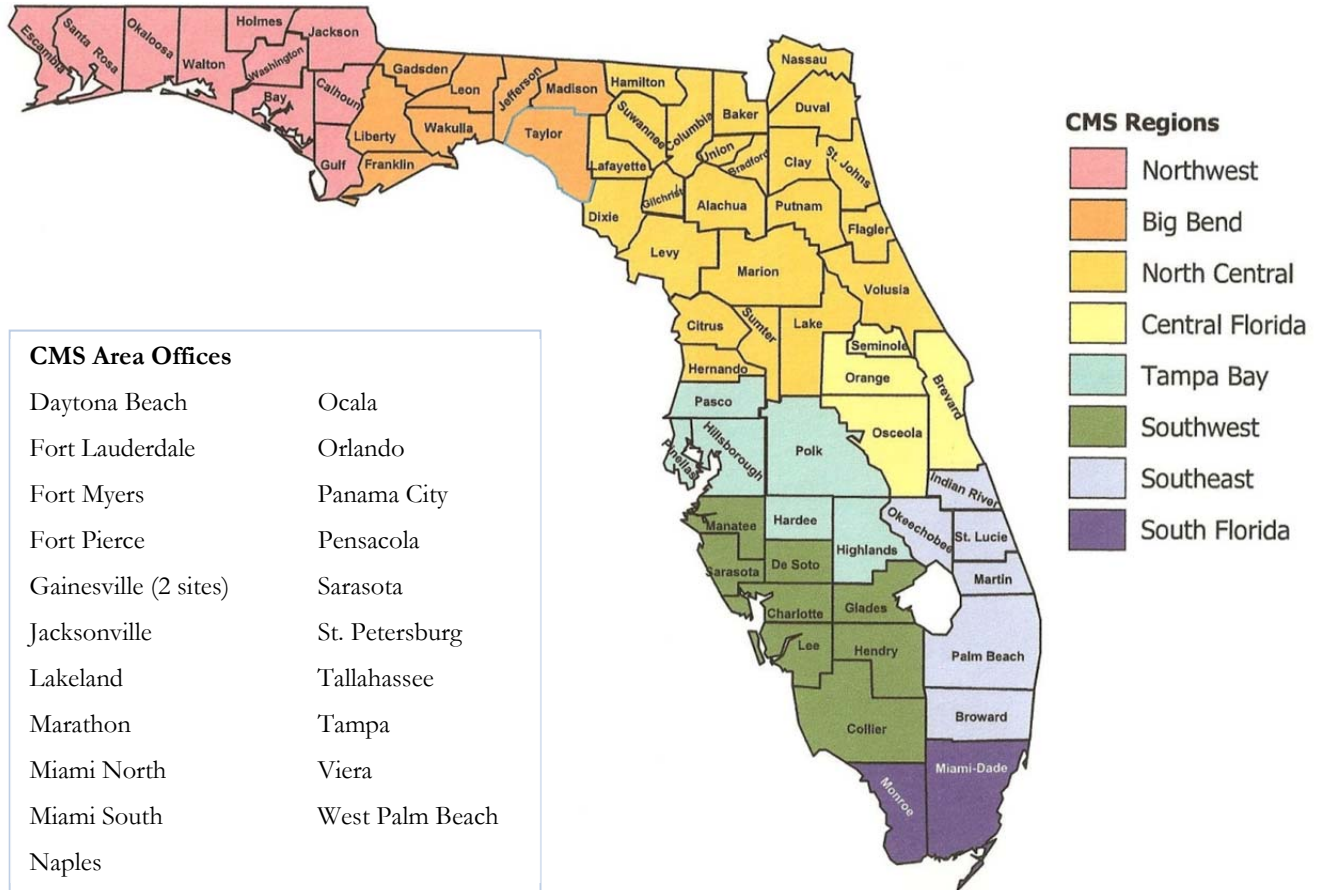 Escambia
Santa Rosa
Okaloosa
Walton
Holmes
Washington
Jackson
Bay
Calhoun
Gulf
Gadsden
Liberty
Franklin
Leon
Wakulla
Jefferson
Madison
Taylor
Hamilton
Suwannee
Lafayette
Columbia
Baker
Nassau
Duval
Union
Bradford
Clay
St. Johns
Dixie
Gilchrist
Alachua
Putnam
Flagler
Levy
Marion
Volusia
Citrus
Sumter
Lake
Hernando
Seminole
Orange
Brevard
Pasco
Osceola
Pinellas
Hillsborough
Polk
Indian River
Manatee
Hardee
Highlands
Okeechobee
St. Lucie
Sarasota
De Soto
Martin
Charlotte
Glades
Lee
Hendry
Palm Beach
Collier
Broward
Monroe
Miami-Dade
CMS Regions
Northwest
Big Bend
North Central
Central Florida
Tampa Bay
Southwest
Southeast
South Florida
CMS Area Offices
Daytona Beach
Fort Lauderdale
Fort Myers
Fort Pierce
Gainesville (2 sites)
Jacksonville
Lakeland
Marathon
Miami North
Miami South
Naples
Ocala
Orlando
Panama City
Pensacola
Sarasota
St. Petersburg
Tallahassee
Tampa
Viera
West Palm Beach